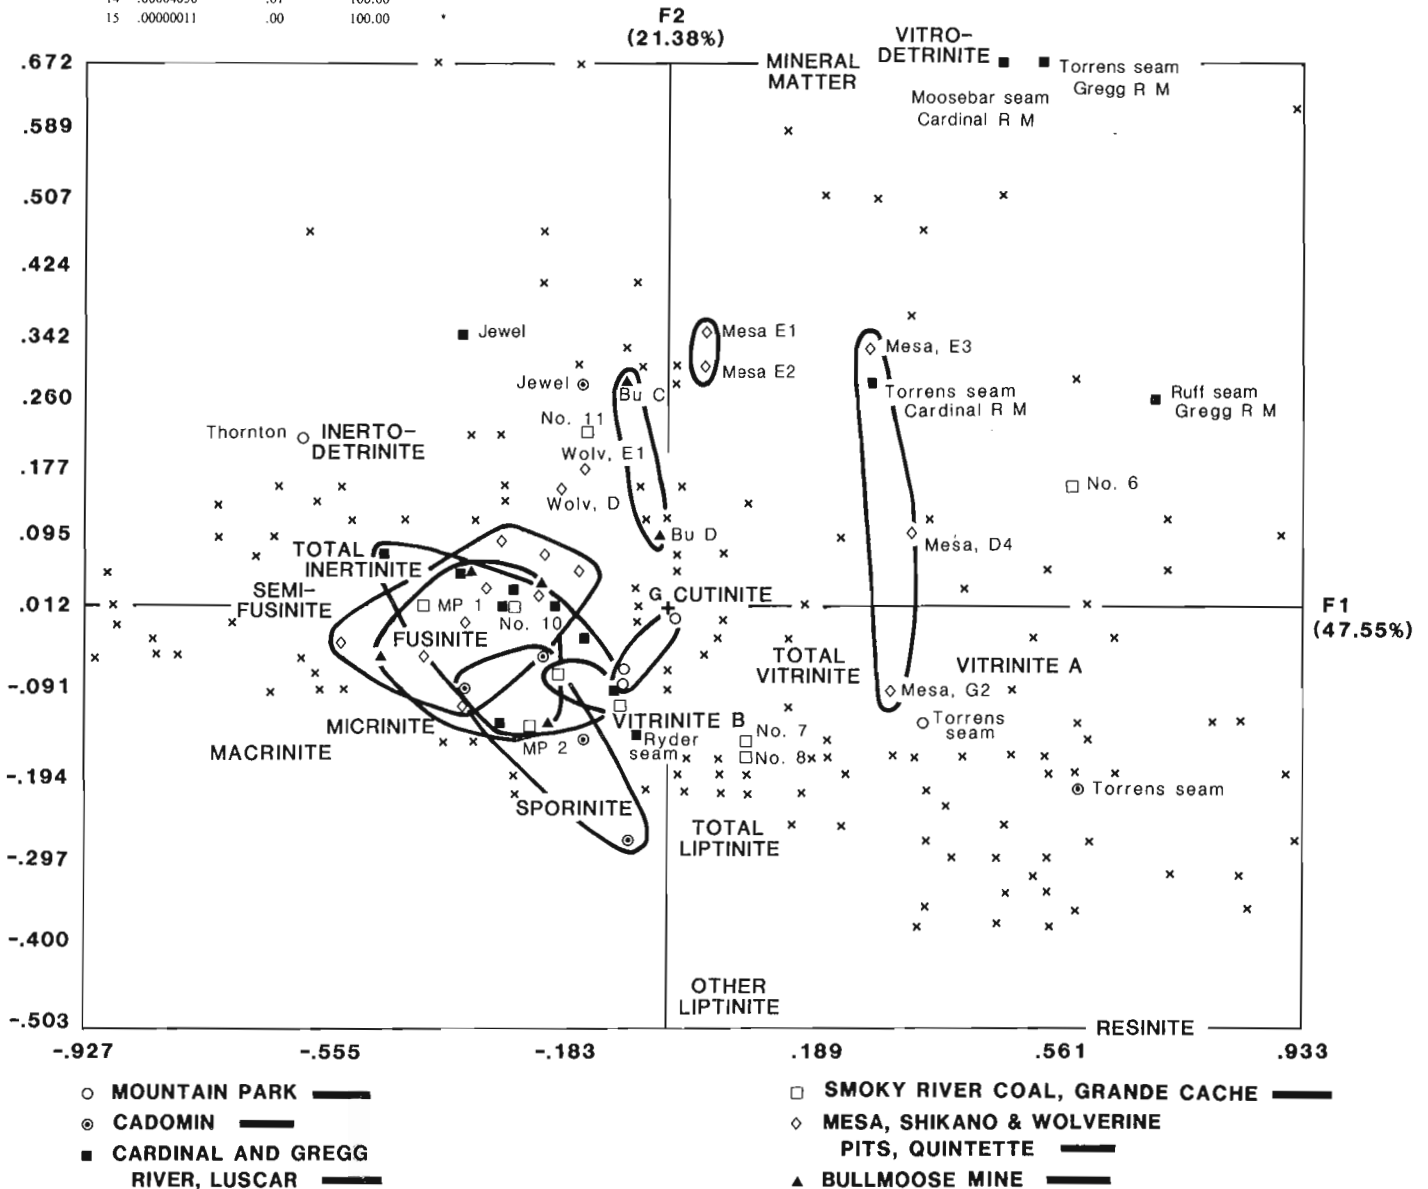 15 .00000011 .00 100.00 *
F2
(21.38%)
VITRO-
DETRINITE
MINERAL
MATTER
Torrens seam
Gregg R M
Moosebar seam
Cardinal R M
.672
.589
.507
.424
.342
.260
.177
.095
.012
-.091
-.194
-.297
-.400
-.503
Jewel
Mesa E1
Mesa E2
Mesa, E3
Jewel
Bu C
Torrens seam
Cardinal R M
Ruff seam
Gregg R M
No. 11
Thornton
INERTO-
DETRINITE
Wolv, E1
Wolv, D
No. 6
Bu D
Mesa, D4
TOTAL
INERTINITE
SEMI-
FUSINITE
G
CUTINITE
MP 1
No. 10
FUSINITE
F1
(47.55%)
TOTAL
VITRINITE
VITRINITE A
Mesa, G2
MICRINITE
MACRINITE
VITRINITE B
Ryder
seam
MP 2
No. 7
No. 8
Torrens
seam
Torrens seam
SPORINITE
TOTAL
LIPTINITE
OTHER
LIPTINITE
RESINITE
-.927 -.555 -.183 .189 .561 .933
MOUNTAIN PARK
CADOMIN
CARDINAL AND GREGG
RIVER, LUSCAR
SMOKY RIVER COAL, GRANDE CACHE
MESA, SHIKANO & WOLVERINE
PITS, QUINTETTE
BULLMOOSE MINE